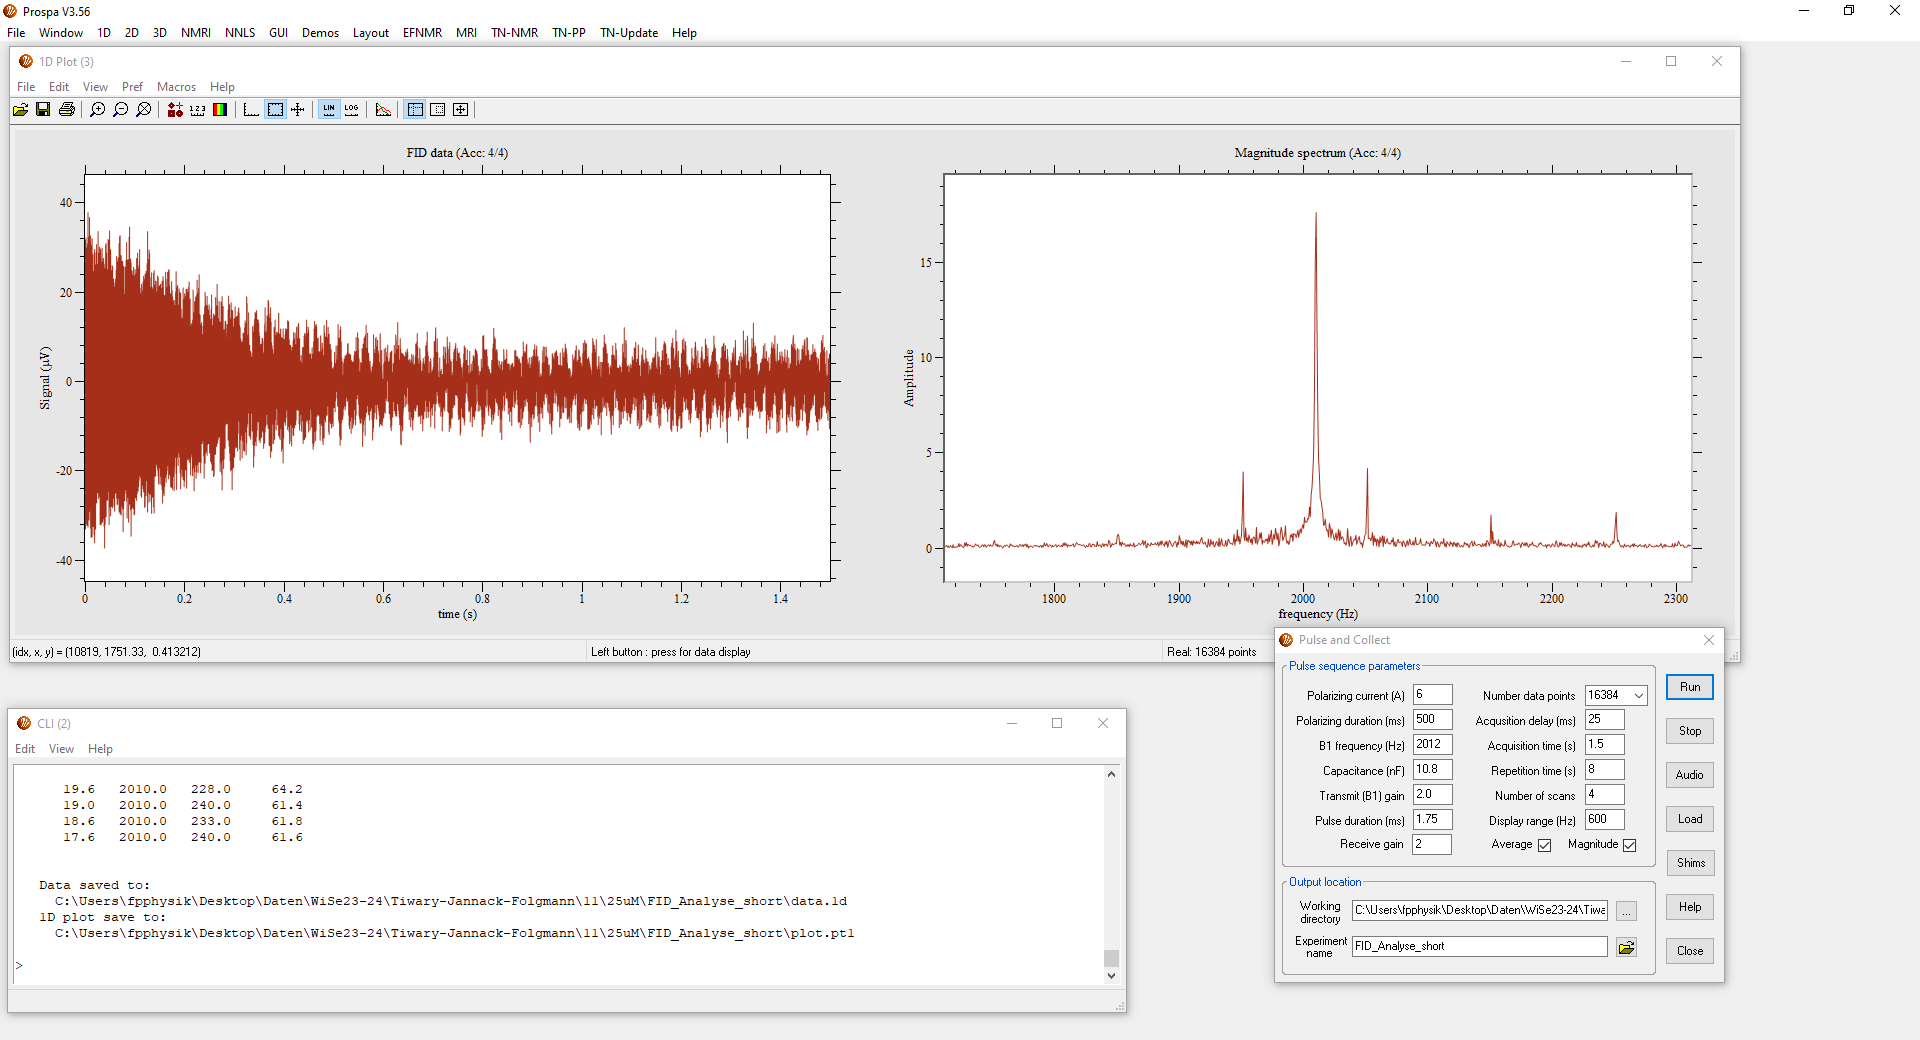 Prospa V3.56
File Window 1D 2D 3D NMRI NNLS GUI Demos Layout EFNMR MRI TN-NMR TN-PP TN-Update Help
1D Plot (3)
File Edit View Pref Macros Help
1 2 3 LIN LOG
FID data (Acc: 4/4)
40
20
0
-20
-40
Signal (µV)
0 0.2 0.4 0.6 0.8 1 1.2 1.4
time (s)
Magnitude spectrum (Acc: 4/4)
15
10
5
0
Amplitude
1800 1900 2000 2100 2200 2300
frequency (Hz)
(idx, x, y) = (10819, 1751.33, 0.413212)
Left button : press for data display
Real: 16384 points
CLI (2)
Edit View Help
19.6 2010.0 228.0 64.2
19.0 2010.0 240.0 61.4
18.6 2010.0 233.0 61.8
17.6 2010.0 240.0 61.6
Data saved to:
C:\Users\fpphysik\Desktop\Daten\WiSe23-24\Tiwary-Jannack-Folgmann\11\25uM\FID_Analyse_short\data.1d
1D plot save to:
C:\Users\fpphysik\Desktop\Daten\WiSe23-24\Tiwary-Jannack-Folgmann\11\25uM\FID_Analyse_short\plot.pt1
>
Pulse and Collect
Pulse sequence parameters
Polarizing current (A) 6 Number data points 16384
Polarizing duration (ms) 500 Acqusition delay (ms) 25
B1 frequency (Hz) 2012 Acquisition time (s) 1.5
Capacitance (nF) 10.8 Repetition time (s) 8
Transmit (B1) gain 2.0 Number of scans 4
Pulse duration (ms) 1.75 Display range (Hz) 600
Receive gain 2 Average Magnitude
Run
Stop
Audio
Load
Shims
Help
Close
Output location
Working directory C:\Users\fpphysik\Desktop\Daten\WiSe23-24\Tiwa ...
Experiment name FID_Analyse_short